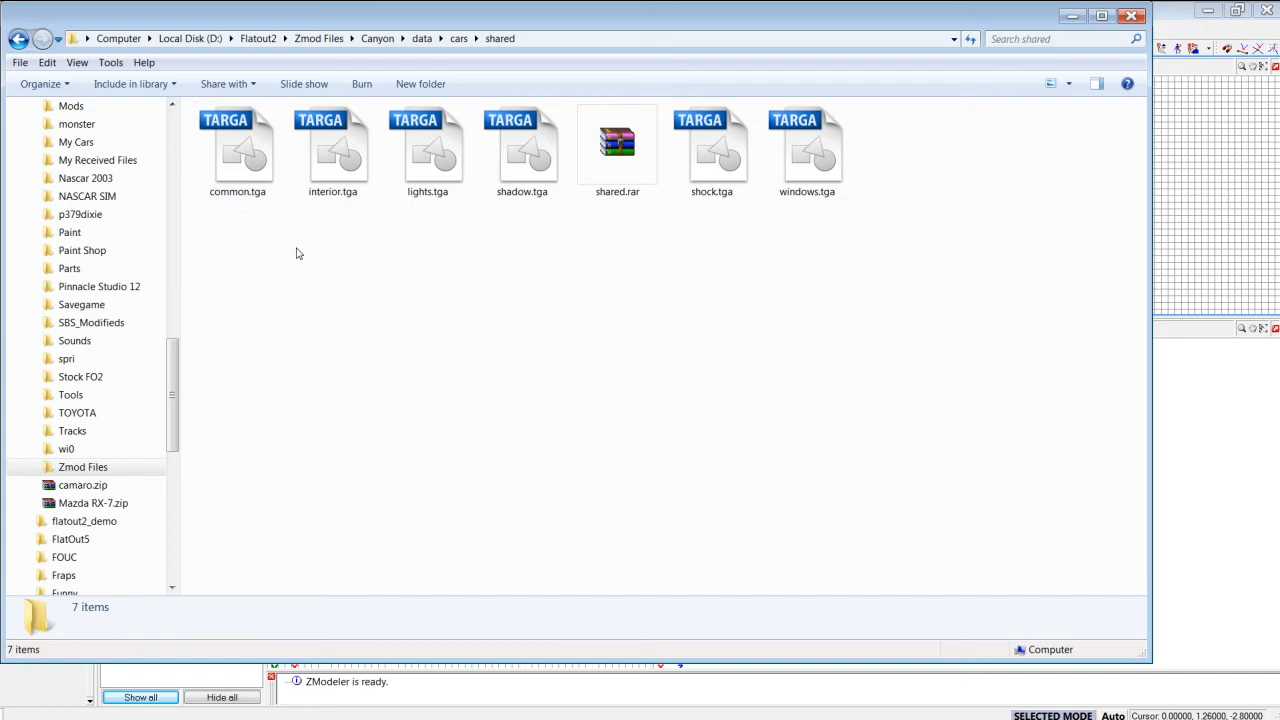 Computer Local Disk (D:) Flatout2 Zmod Files Canyon data cars shared Search shared
File Edit View Tools Help
Organize Include in library Share with Slide show Burn New folder
Mods
monster
My Cars
My Received Files
Nascar 2003
NASCAR SIM
p379dixie
Paint
Paint Shop
Parts
Pinnacle Studio 12
Savegame
SBS_Modifieds
Sounds
spri
Stock FO2
Tools
TOYOTA
Tracks
wi0
Zmod Files
camaro.zip
Mazda RX-7.zip
flatout2_demo
FlatOut5
FOUC
Fraps
Funny
TARGA TARGA TARGA TARGA TARGA TARGA
common.tga interior.tga lights.tga shadow.tga shared.rar shock.tga windows.tga
7 items
7 items Computer
ZModeler is ready.
Show all Hide all
SELECTED MODE Auto Cursor: 0.00000, 1.26000, -2.80000